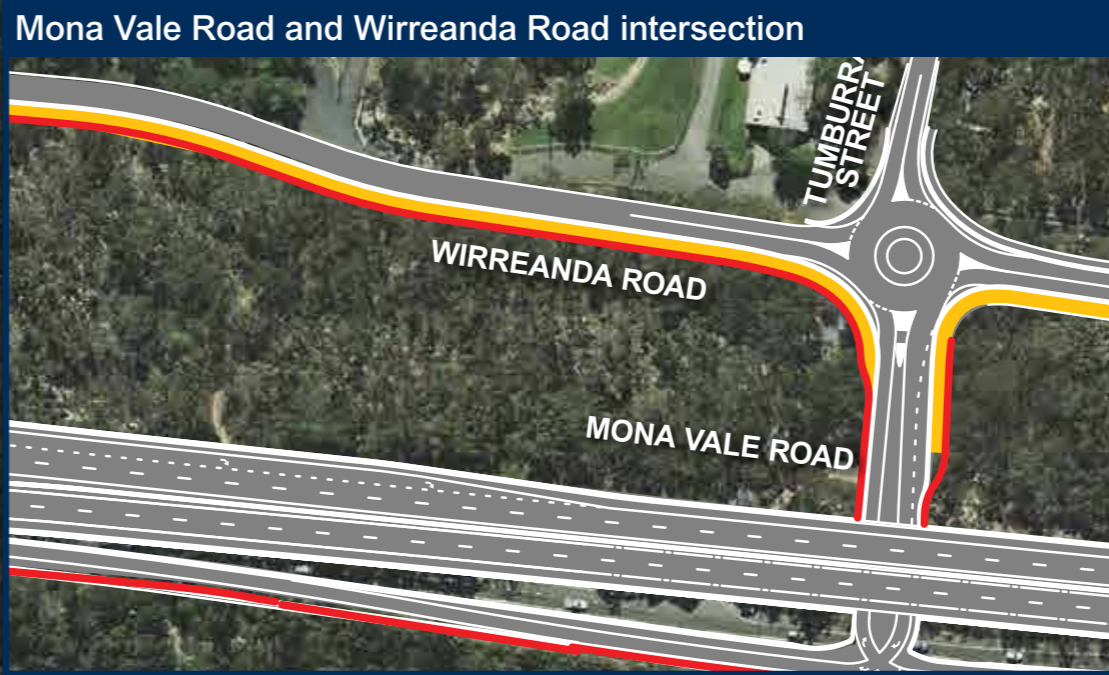 Mona Vale Road and Wirreanda Road intersection
STREET
WIRREANDA ROAD
MONA VALE ROAD